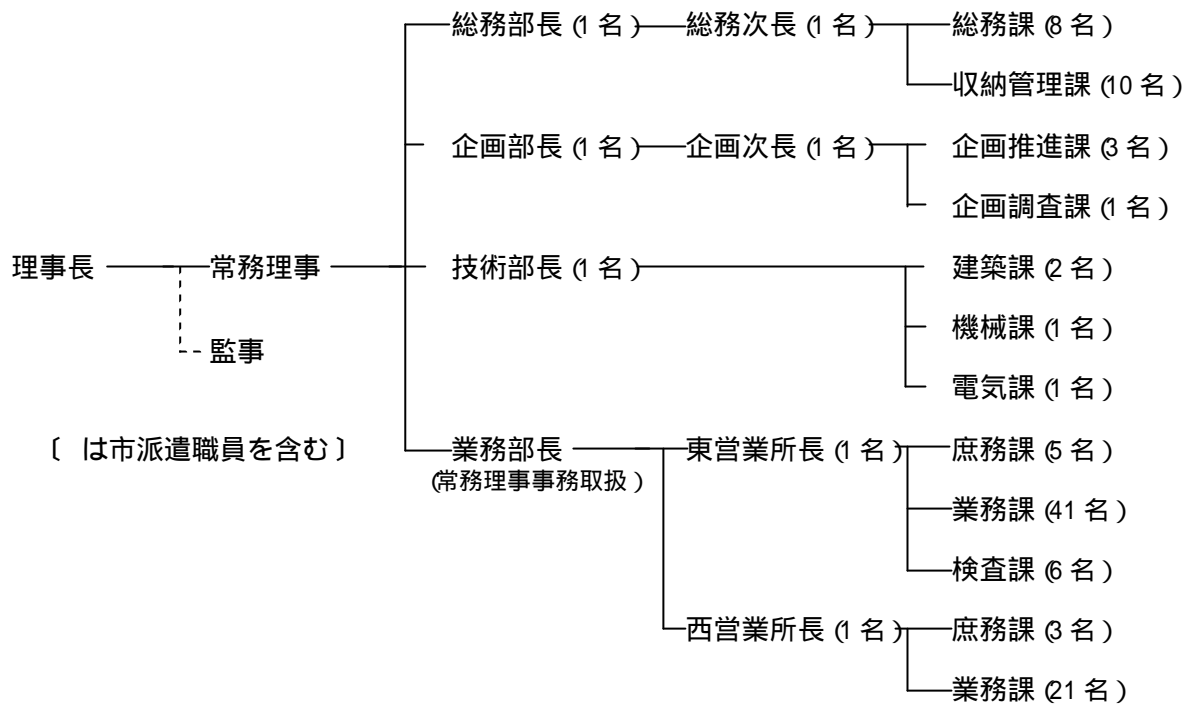 総務部長(1名) 総務次長(1名) 総務課(8名)
収納管理課(10名)
企画部長(1名) 企画次長(1名) 企画推進課(3名)
企画調査課(1名)
理事長 常務理事 技術部長(1名) 建築課(2名)
機械課(1名)
監事
電気課(1名)
〔 は市派遣職員を含む〕 業務部長 東営業所長(1名) 庶務課(5名)
(常務理事事務取扱)
業務課(41名)
検査課(6名)
西営業所長(1名) 庶務課(3名)
業務課(21名)